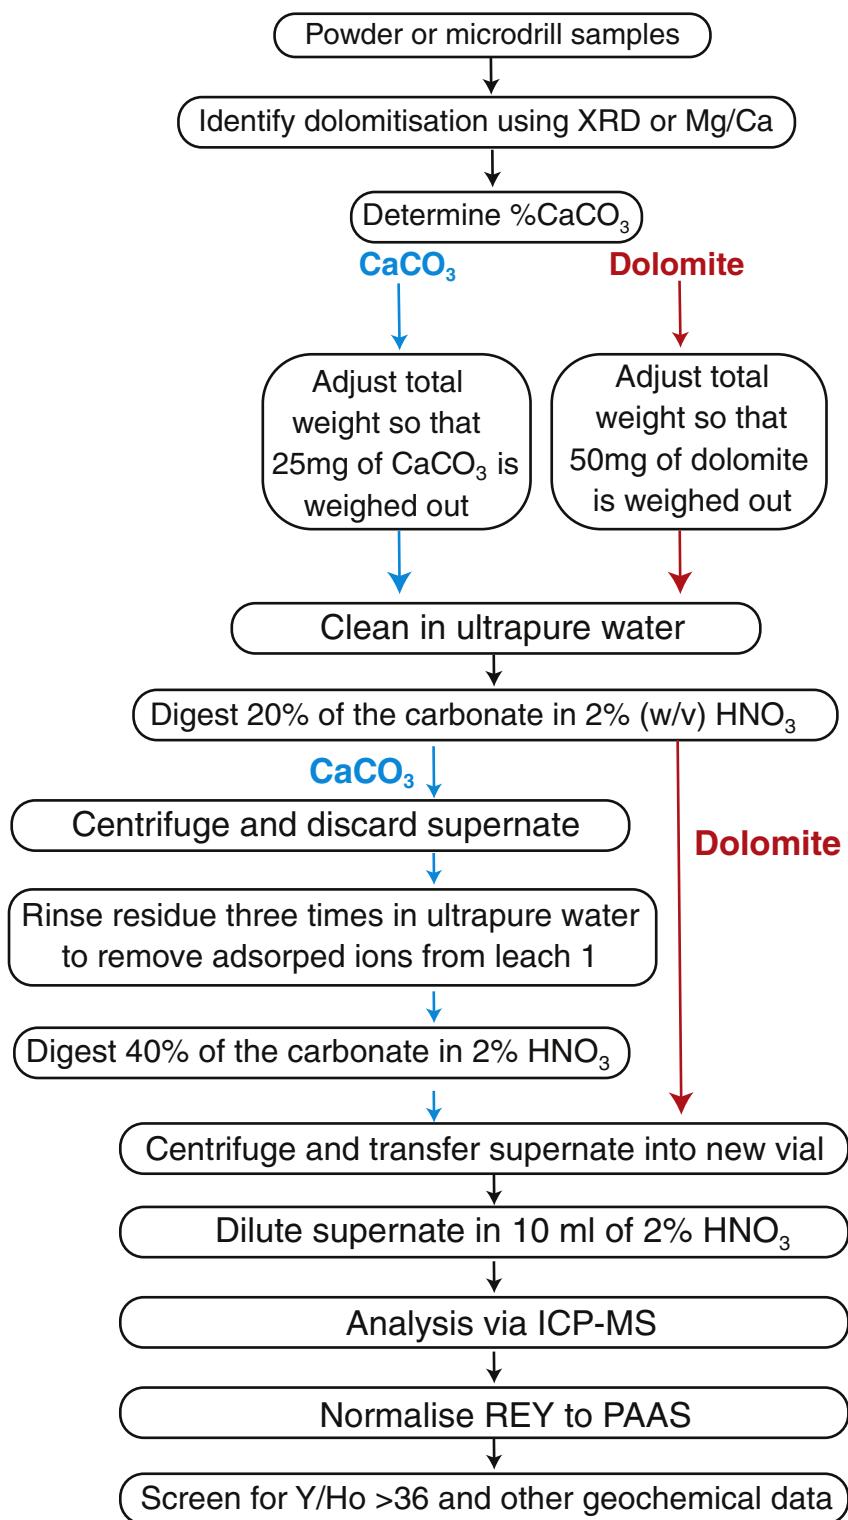 Powder or microdrill samples
Identify dolomitisation using XRD or Mg/Ca
Determine %CaCO₃
CaCO₃
Dolomite
Adjust total
weight so that
25mg of CaCO₃ is
weighed out
Adjust total
weight so that
50mg of dolomite
is weighed out
Clean in ultrapure water
Digest 20% of the carbonate in 2% (w/v) HNO₃
CaCO₃
Centrifuge and discard supernate
Dolomite
Rinse residue three times in ultrapure water
to remove adsorped ions from leach 1
Digest 40% of the carbonate in 2% HNO₃
Centrifuge and transfer supernate into new vial
Dilute supernate in 10 ml of 2% HNO₃
Analysis via ICP-MS
Normalise REY to PAAS
Screen for Y/Ho >36 and other geochemical data